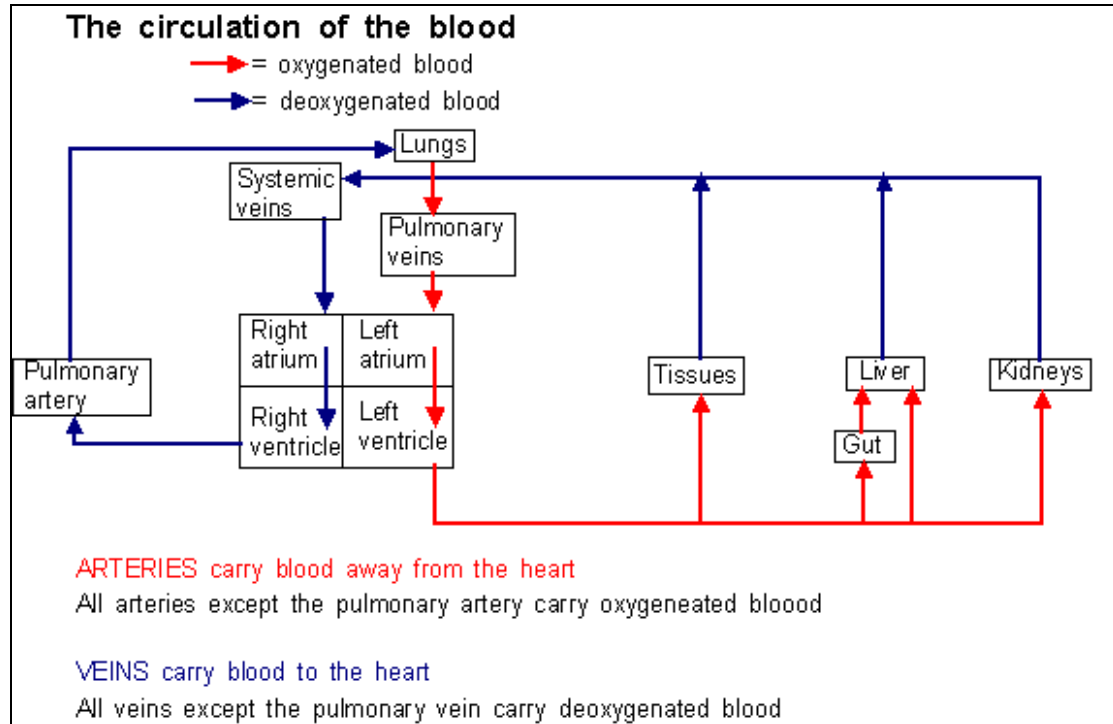 The circulation of the blood
= oxygenated blood
= deoxygenated blood
Lungs
Systemic
veins
Pulmonary
veins
Right
atrium
Left
atrium
Pulmonary
artery
Tissues
Liver
Kidneys
Right
ventricle
Left
ventricle
Gut
ARTERIES carry blood away from the heart
All arteries except the pulmonary artery carry oxygeneated bloood
VEINS carry blood to the heart
All veins except the pulmonary vein carry deoxygenated blood